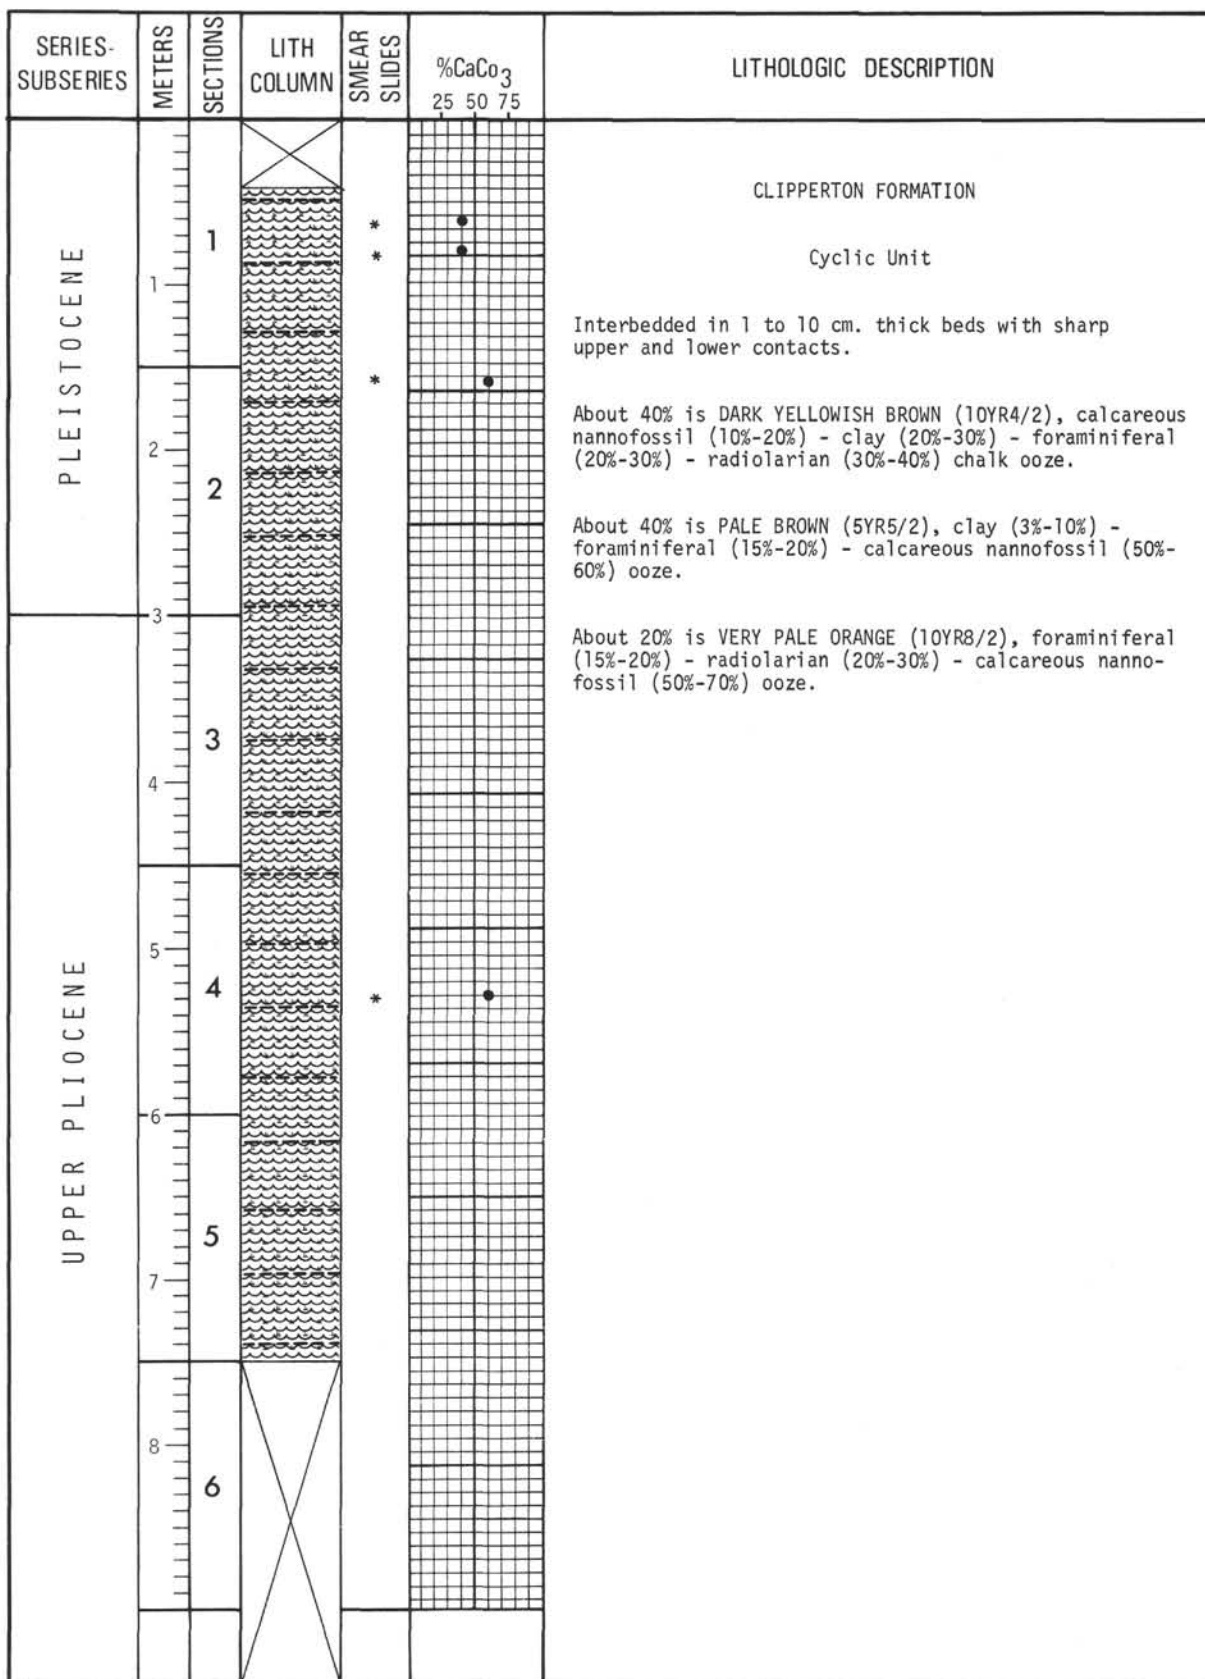 SERIES-
SUBSERIES
METERS
SECTIONS
LITH
COLUMN
SMEAR
SLIDES
%CaCo3
25 50 75
LITHOLOGIC DESCRIPTION
PLEISTOCENE
UPPER PLIOCENE
1
2
3
4
5
6
7
8
1
2
3
4
5
6
*
*
*
*
CLIPPERTON FORMATION
Cyclic Unit
Interbedded in 1 to 10 cm. thick beds with sharp
upper and lower contacts.
About 40% is DARK YELLOWISH BROWN (10YR4/2), calcareous
nannofossil (10%-20%) - clay (20%-30%) - foraminiferal
(20%-30%) - radiolarian (30%-40%) chalk ooze.
About 40% is PALE BROWN (5YR5/2), clay (3%-10%) -
foraminiferal (15%-20%) - calcareous nannofossil (50%-
60%) ooze.
About 20% is VERY PALE ORANGE (10YR8/2), foraminiferal
(15%-20%) - radiolarian (20%-30%) - calcareous nanno-
fossil (50%-70%) ooze.